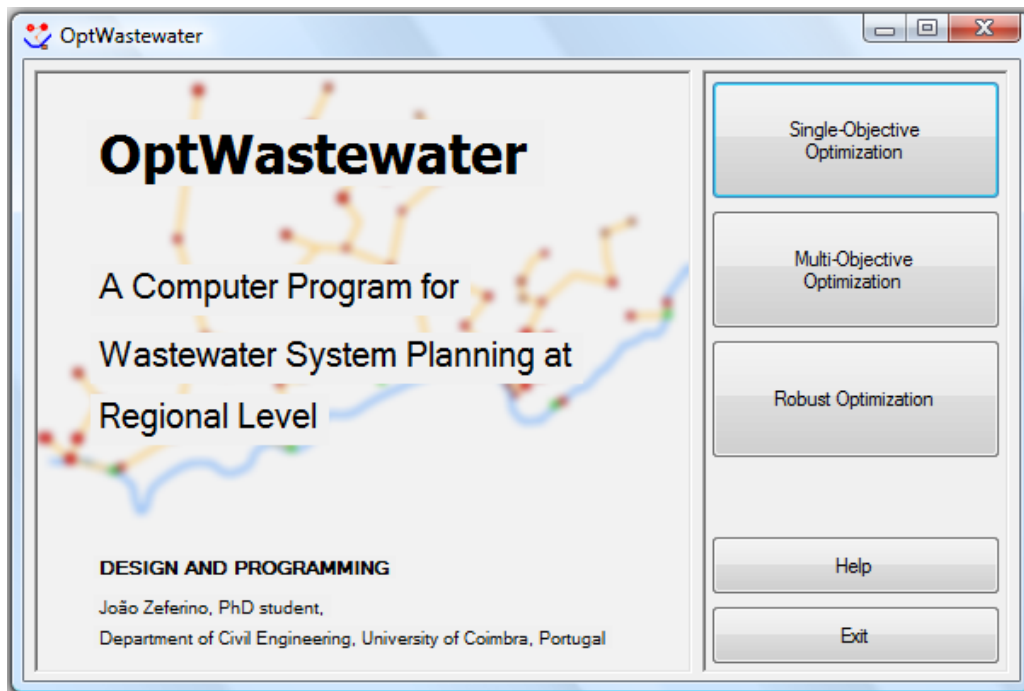 OptWastewater
OptWastewater
A Computer Program for
Wastewater System Planning at
Regional Level
DESIGN AND PROGRAMMING
João Zeferino, PhD student,
Department of Civil Engineering, University of Coimbra, Portugal
Single-Objective
Optimization
Multi-Objective
Optimization
Robust Optimization
Help
Exit